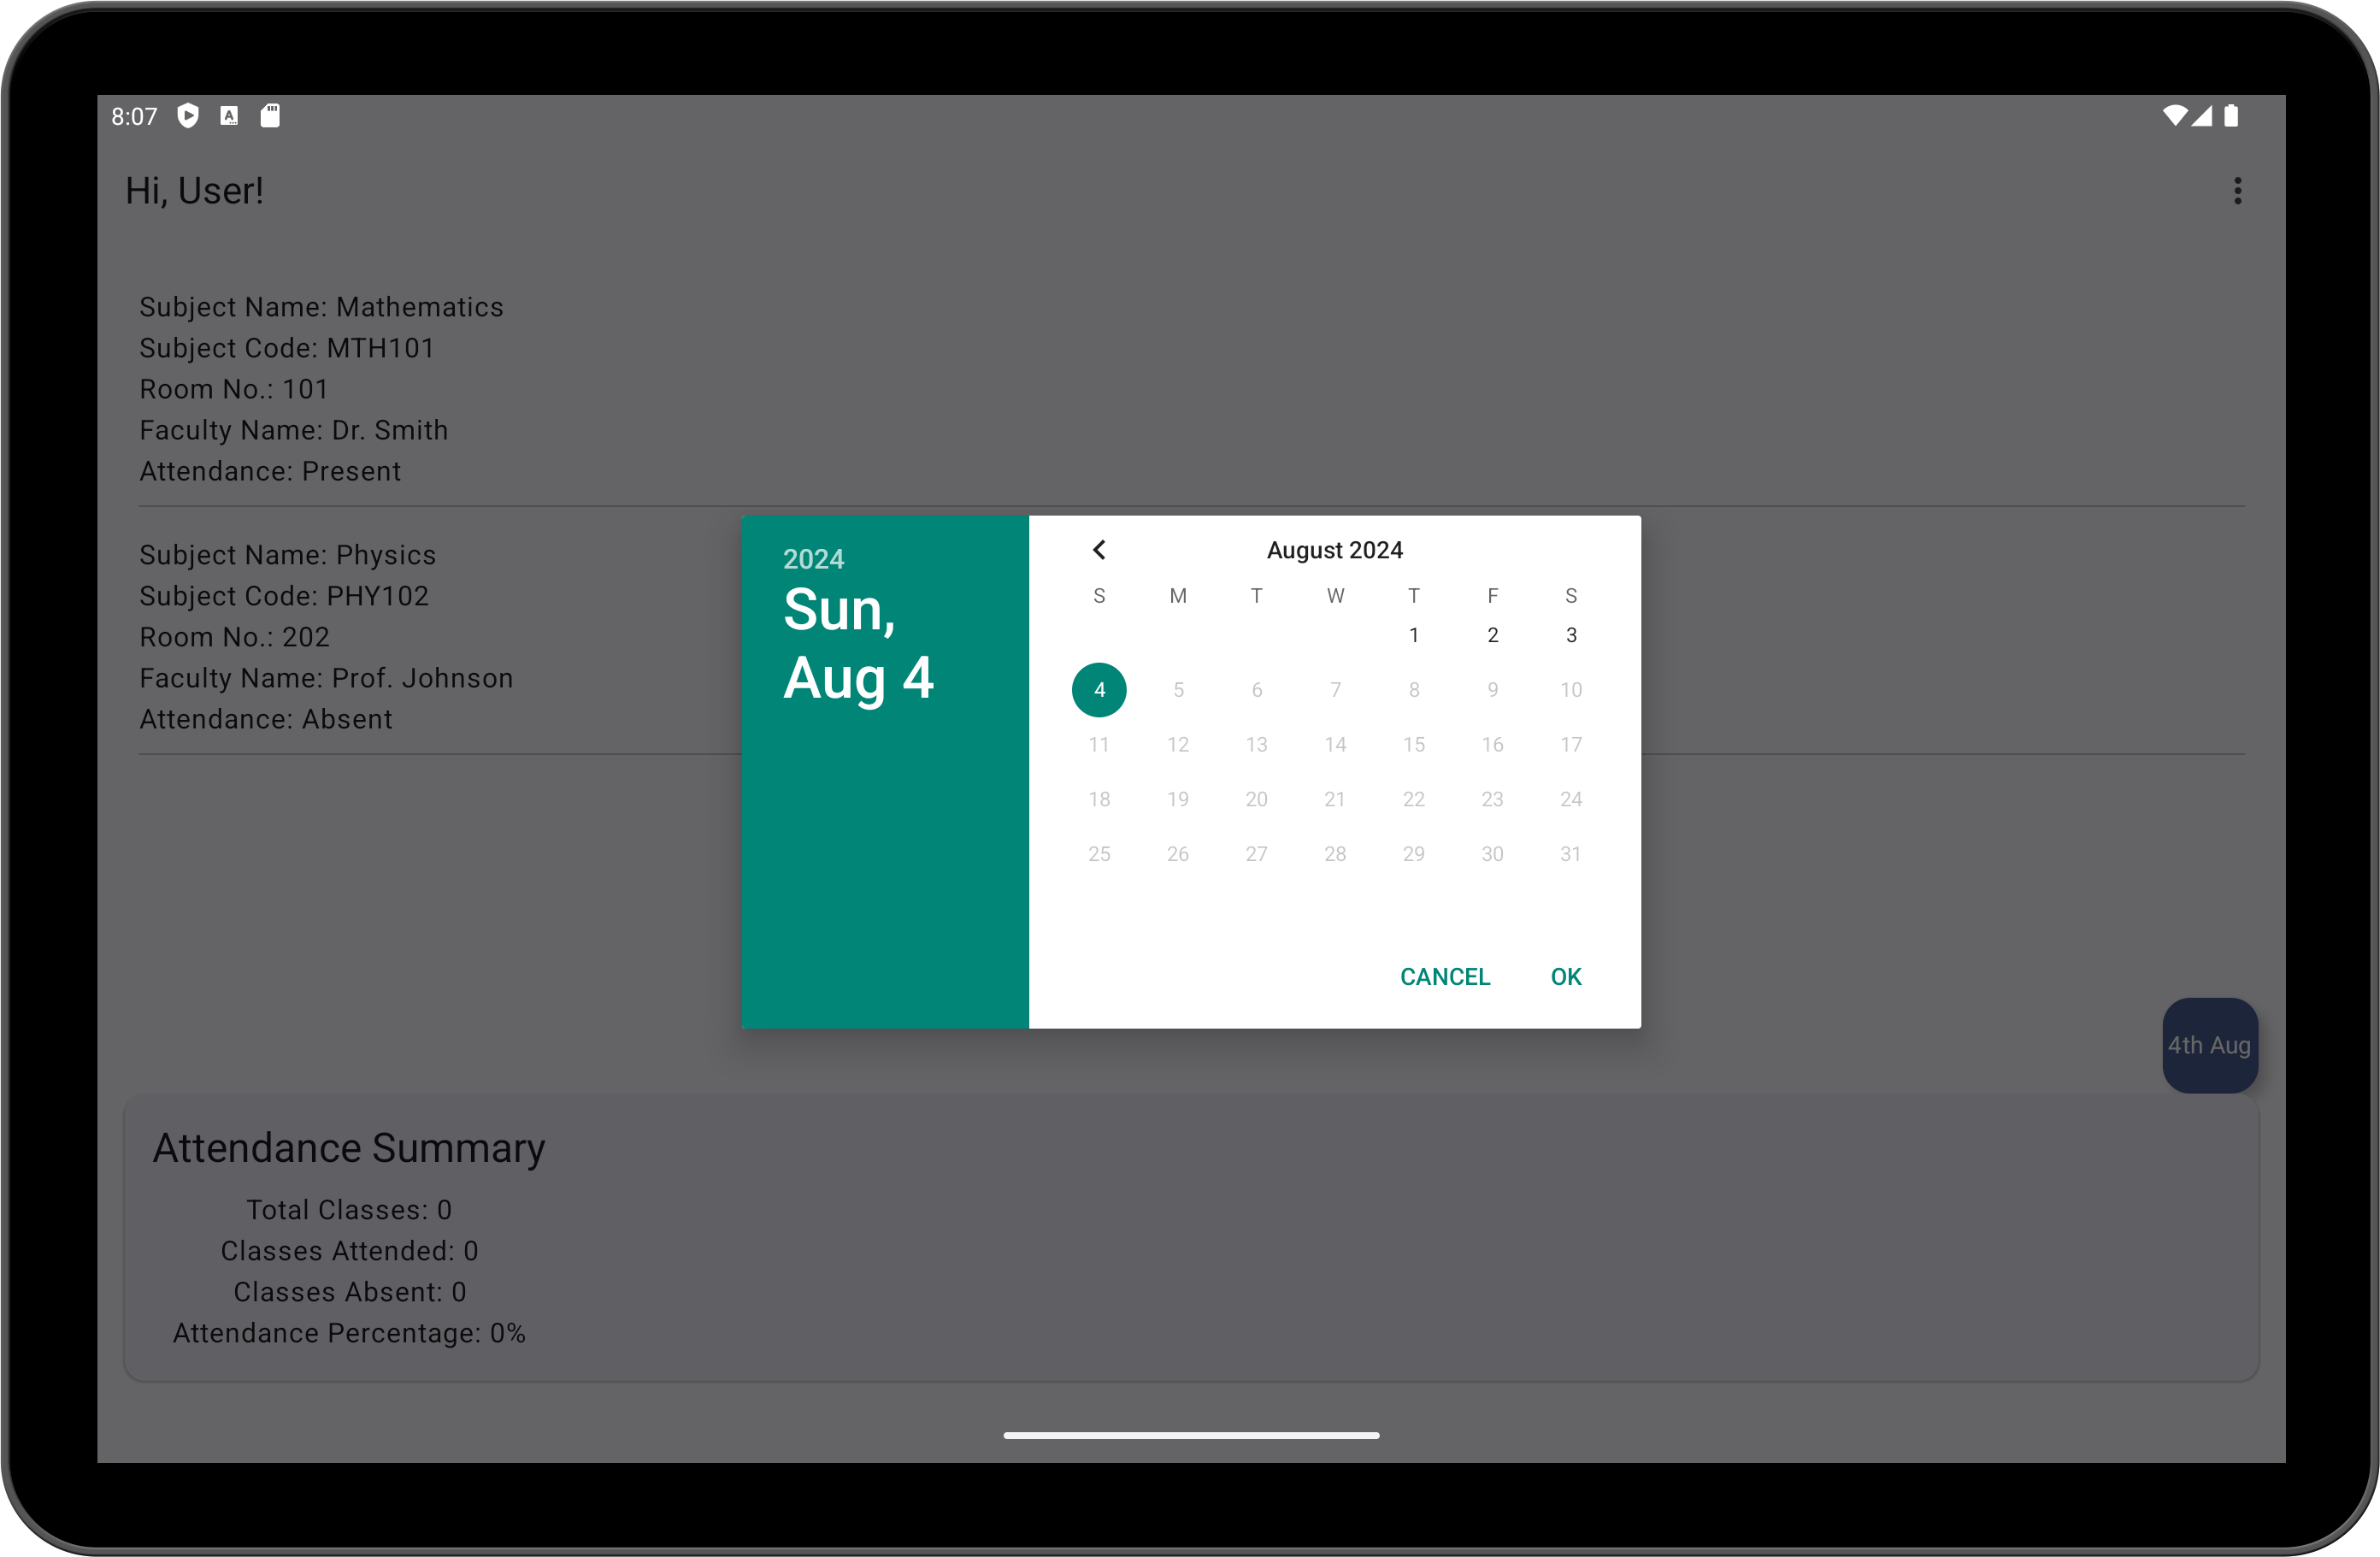 8:07
Hi, User!
Subject Name: Mathematics
Subject Code: MTH101
Room No.: 101
Faculty Name: Dr. Smith
Attendance: Present
Subject Name: Physics
Subject Code: PHY102
Room No.: 202
Faculty Name: Prof. Johnson
Attendance: Absent
2024
Sun,
Aug 4
August 2024
S M T W T F S
1 2 3
4 5 6 7 8 9 10
11 12 13 14 15 16 17
18 19 20 21 22 23 24
25 26 27 28 29 30 31
CANCEL OK
4th Aug
Attendance Summary
Total Classes: 0
Classes Attended: 0
Classes Absent: 0
Attendance Percentage: 0%